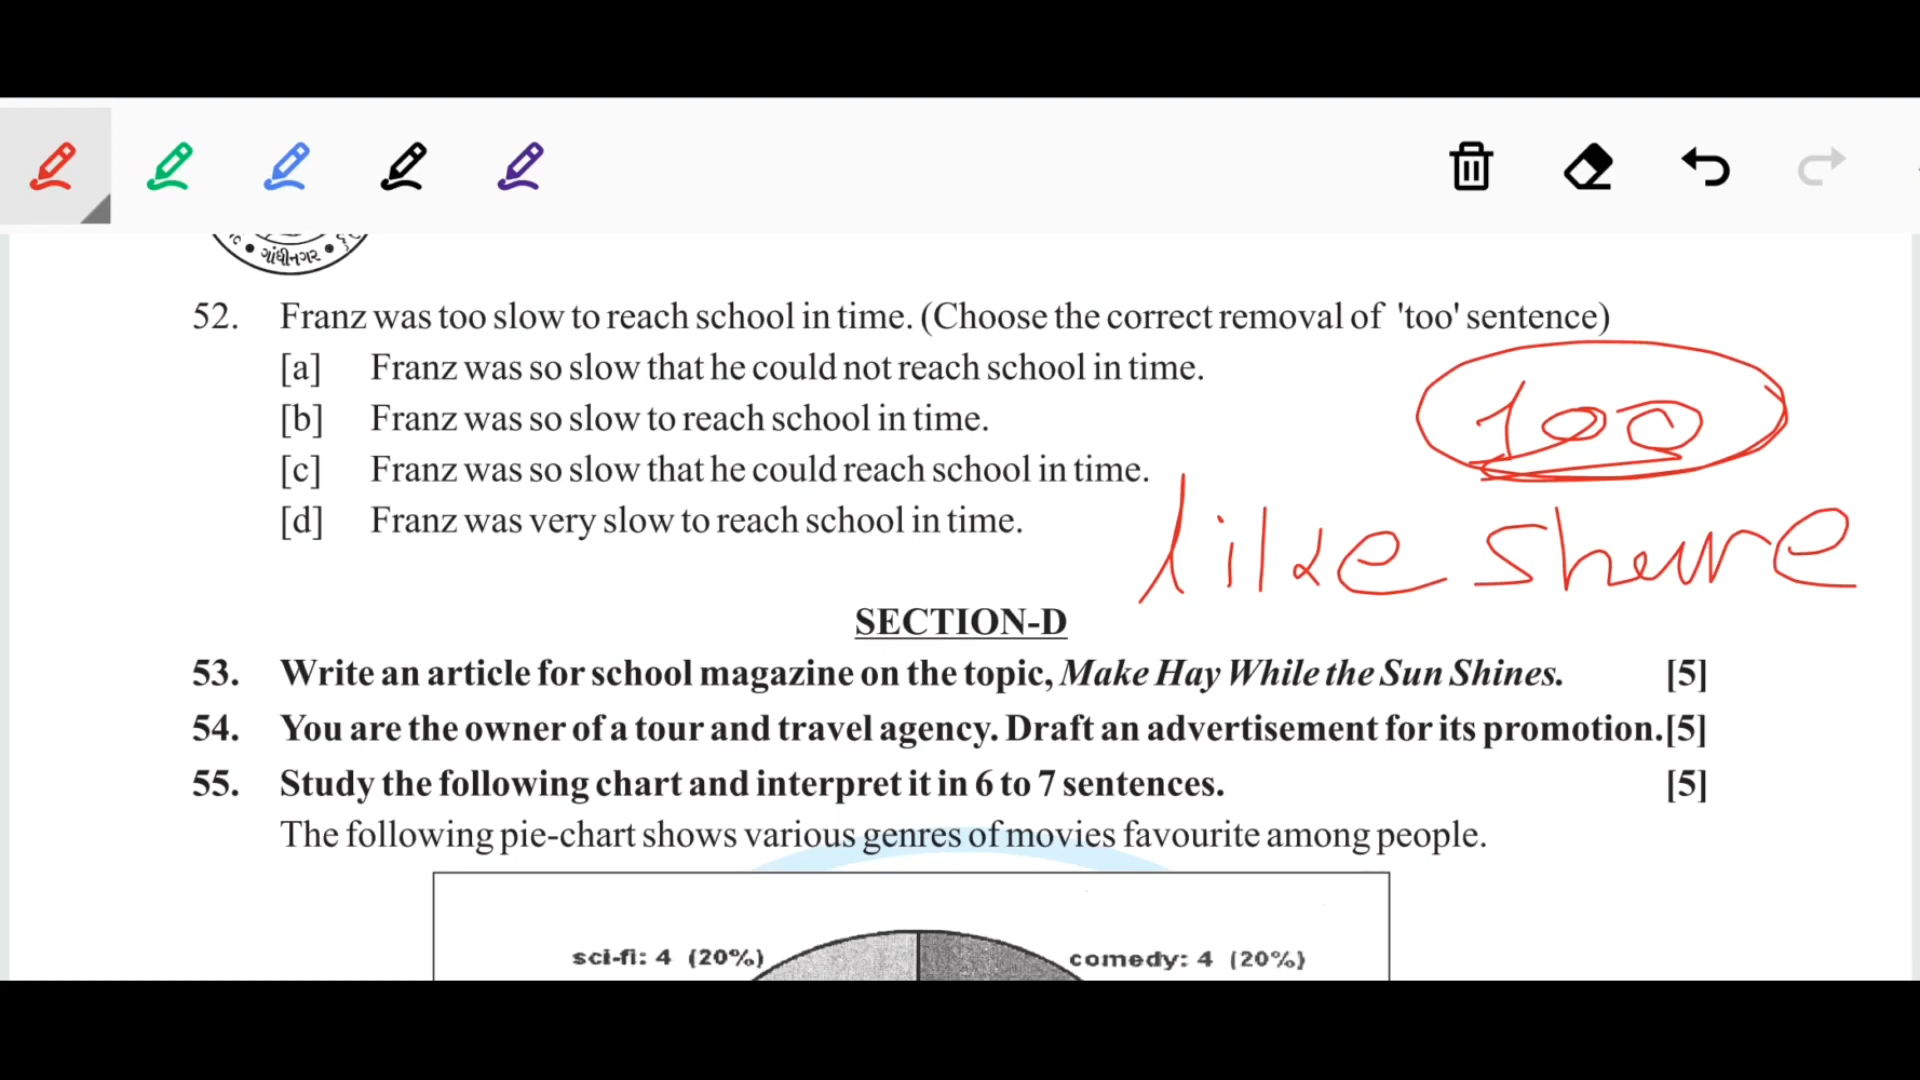 • ગાંધીનગર •
52. Franz was too slow to reach school in time. (Choose the correct removal of 'too' sentence)
[a] Franz was so slow that he could not reach school in time.
100
[b] Franz was so slow to reach school in time.
[c] Franz was so slow that he could reach school in time.
[d] Franz was very slow to reach school in time.
like share
SECTION-D
53. Write an article for school magazine on the topic, Make Hay While the Sun Shines. [5]
54. You are the owner of a tour and travel agency. Draft an advertisement for its promotion.[5]
55. Study the following chart and interpret it in 6 to 7 sentences. [5]
The following pie-chart shows various genres of movies favourite among people.
sci-fi: 4 (20%) comedy: 4 (20%)